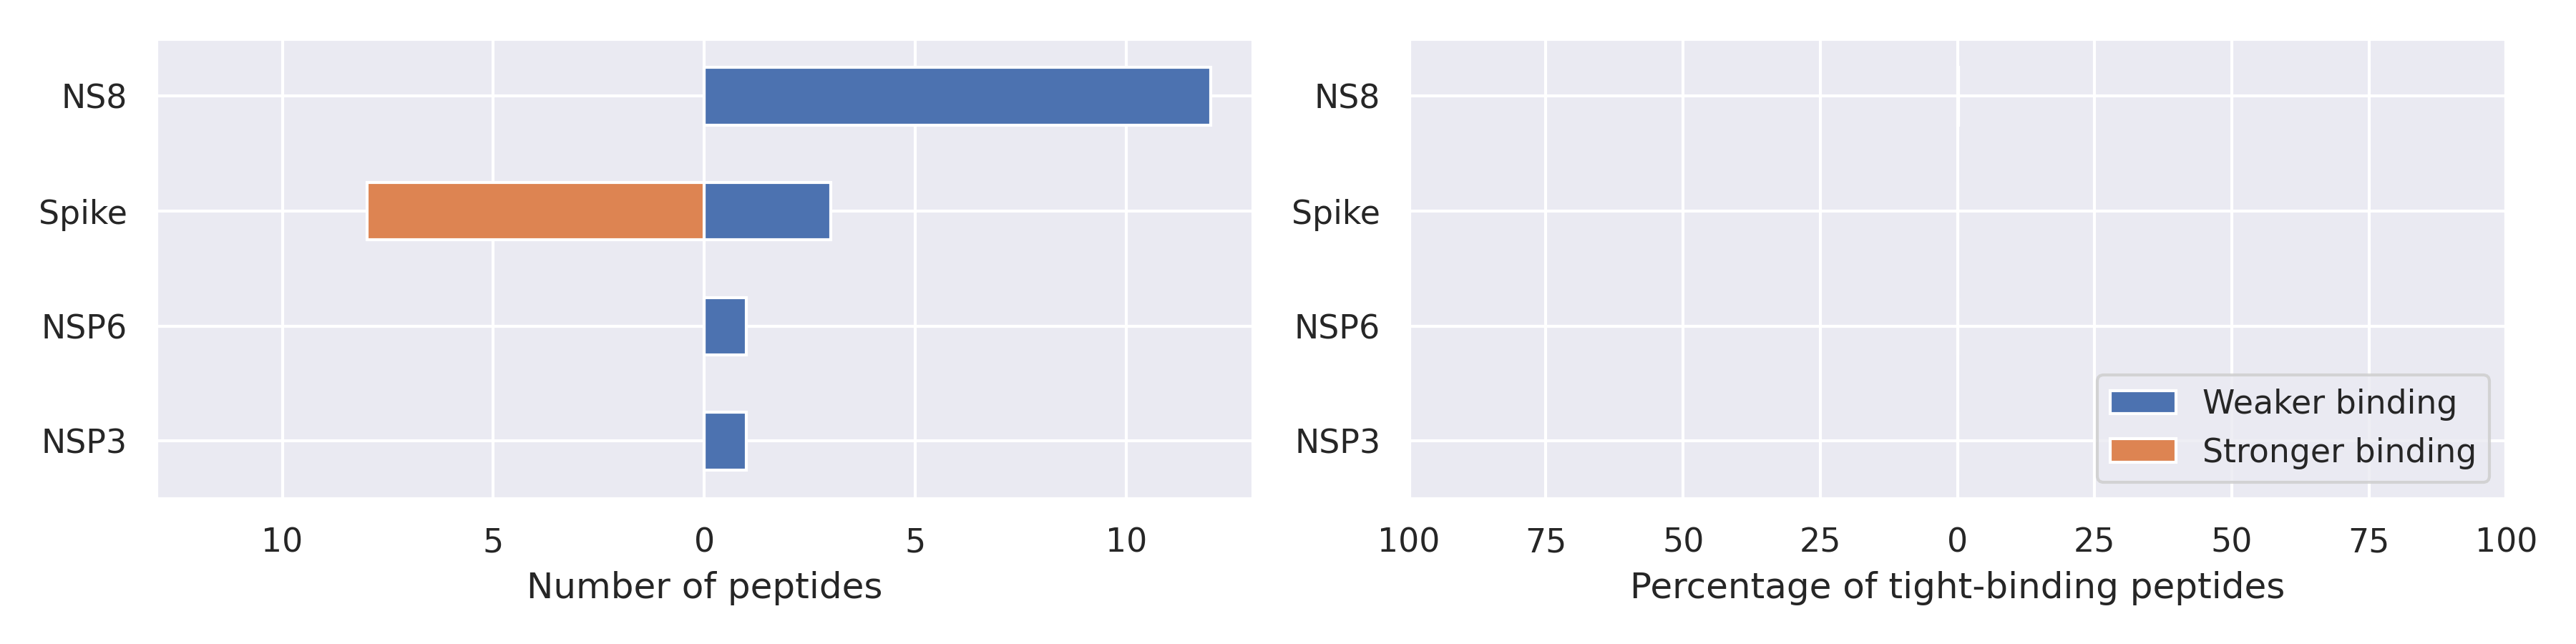 NS8
Spike
NSP6
NSP3
10 5 0 5 10
Number of peptides
NS8
Spike
NSP6
NSP3
Weaker binding
Stronger binding
100 75 50 25 0 25 50 75 100
Percentage of tight-binding peptides